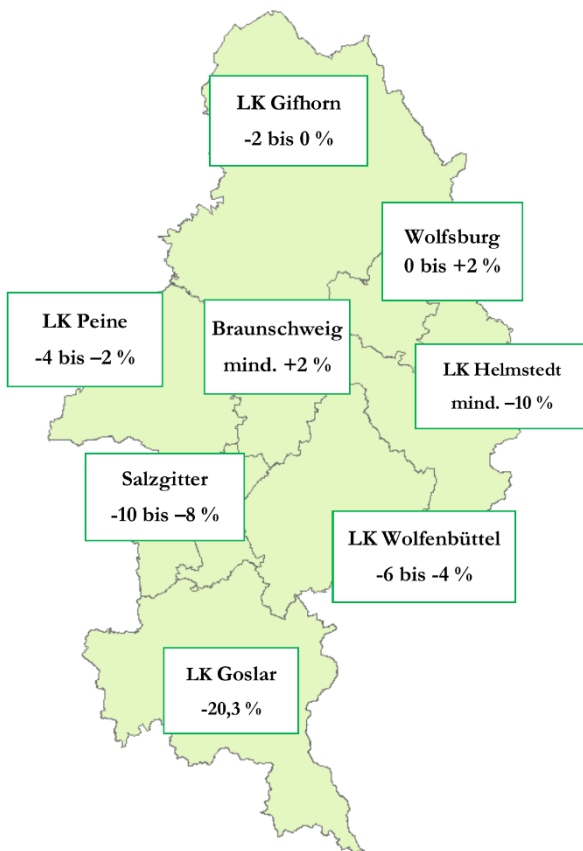 LK Gifhorn
-2 bis 0 %
Wolfsburg
0 bis +2 %
LK Peine
-4 bis –2 %
Braunschweig
mind. +2 %
LK Helmstedt
mind. –10 %
Salzgitter
-10 bis –8 %
LK Wolfenbüttel
-6 bis -4 %
LK Goslar
-20,3 %